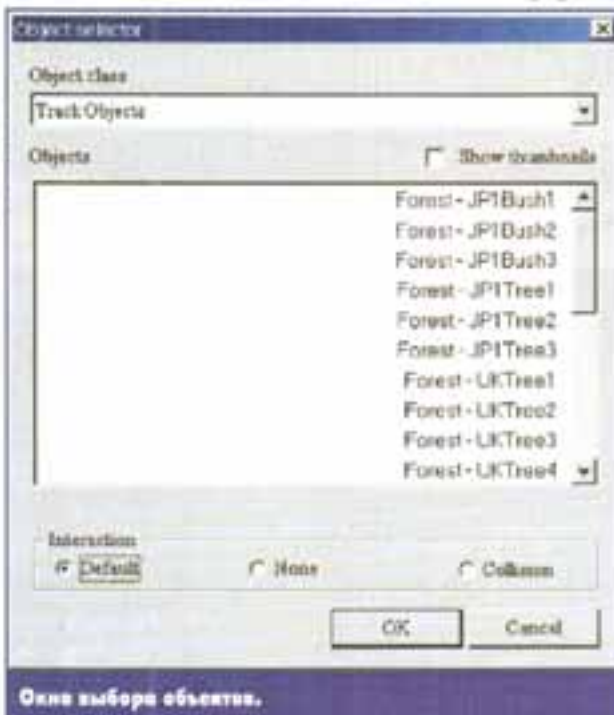 Object selector
Object class
Track Objects
Objects
Show thumbnails
Forest - JP1Bush1
Forest - JP1Bush2
Forest - JP1Bush3
Forest - JP1Tree1
Forest - JP1Tree2
Forest - JP1Tree3
Forest - UKTree1
Forest - UKTree2
Forest - UKTree3
Forest - UKTree4
Interaction
Default None Collision
OK Cancel
Окно выбора объектов.